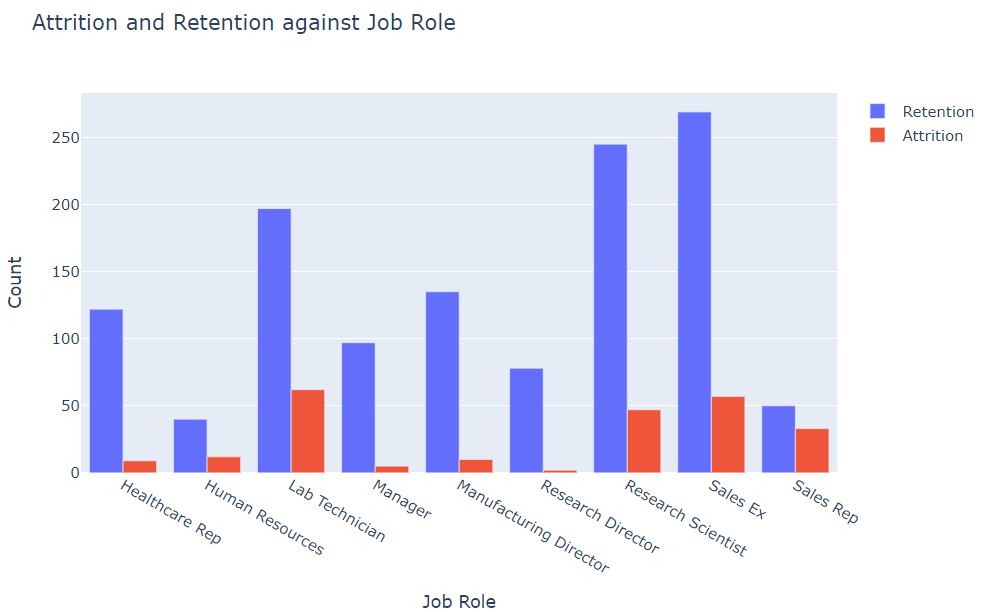 Attrition and Retention against Job Role
Retention
Attrition
Count
250
200
150
100
50
0
Healthcare Rep
Human Resources
Lab Technician
Manager
Manufacturing Director
Research Director
Research Scientist
Sales Ex
Sales Rep
Job Role